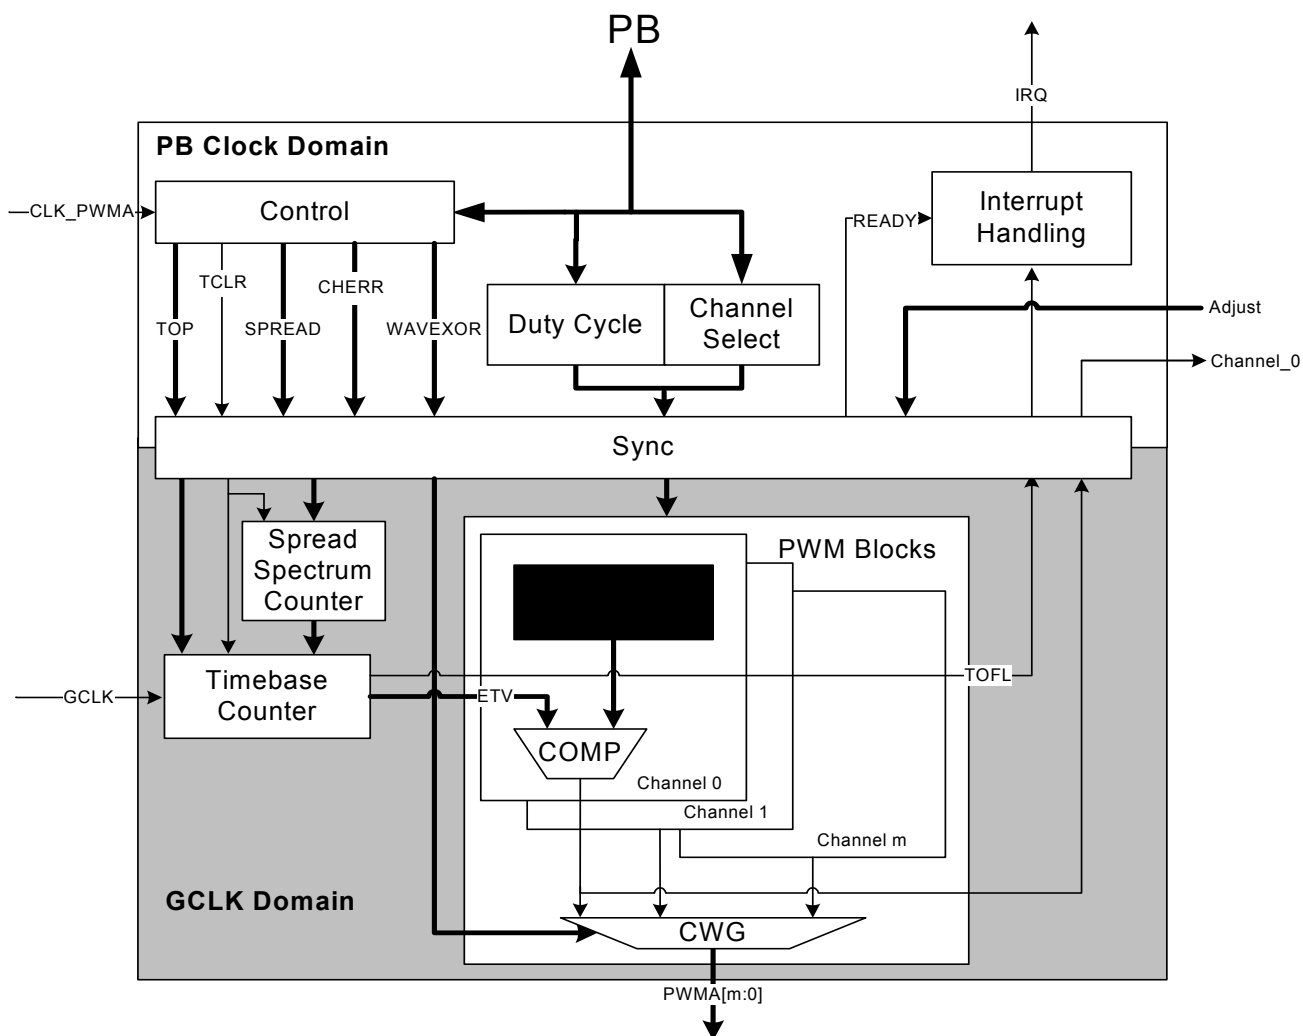 PB
IRQ
PB Clock Domain
CLK_PWMA
Control
READY
Interrupt
Handling
TCLR
CHERR
TOP
SPREAD
WAVEXOR
Duty Cycle
Channel
Select
Adjust
Channel_0
Sync
Spread
Spectrum
Counter
PWM Blocks
GCLK
Timebase
Counter
ETV
TOFL
COMP
Channel 0
Channel 1
Channel m
GCLK Domain
CWG
PWMA[m:0]